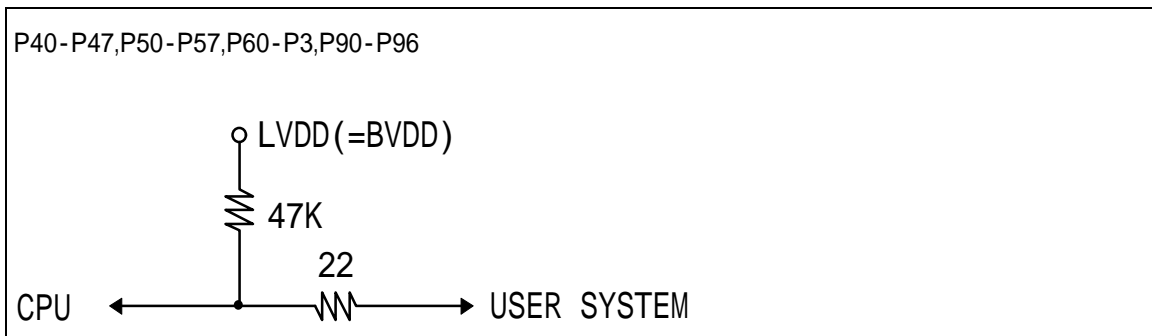 P40-P47,P50-P57,P60-P3,P90-P96
LVDD(=BVDD)
47K
22
CPU
USER SYSTEM